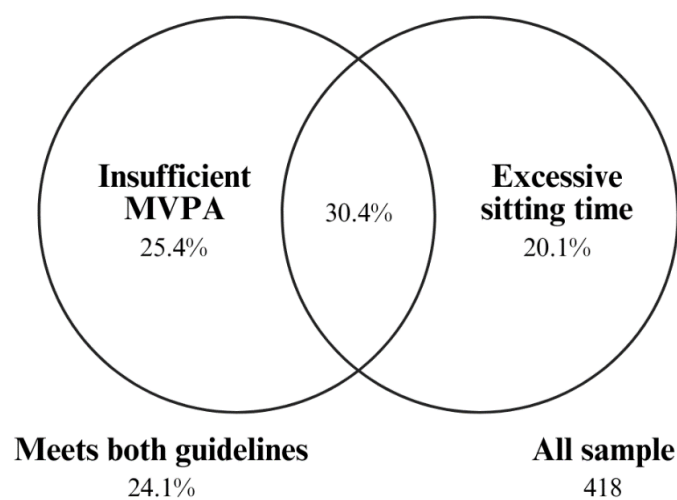 Insufficient
MVPA
25.4%
30.4%
Excessive
sitting time
20.1%
Meets both guidelines
24.1%
All sample
418